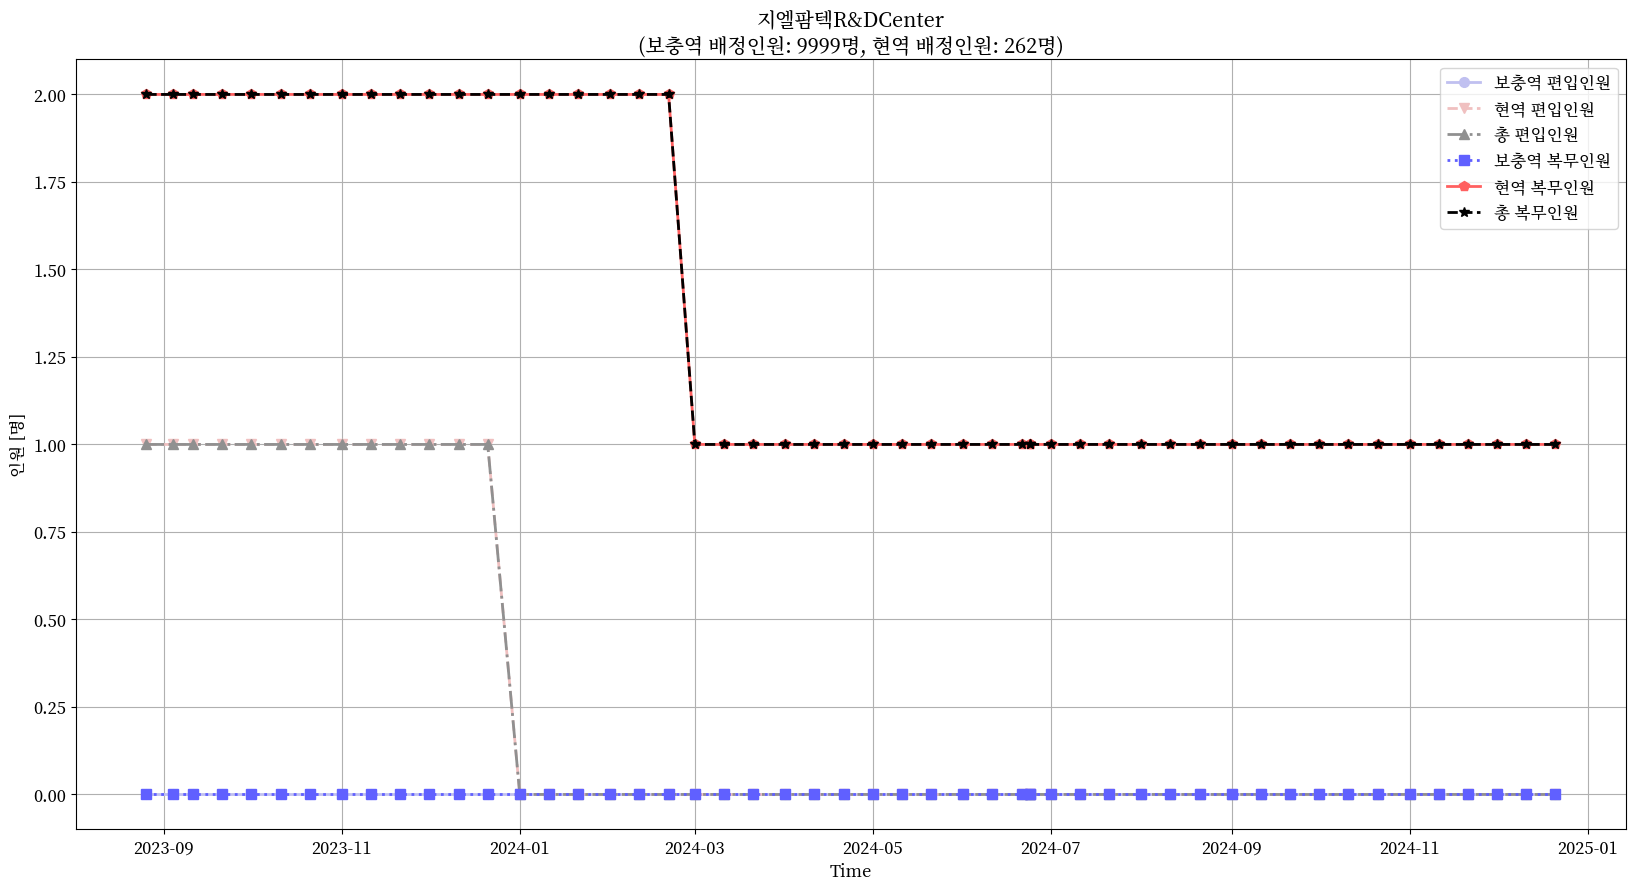 지엘팜텍R&DCenter
(보충역 배정인원: 9999명, 현역 배정인원: 262명)
보충역 편입인원
현역 편입인원
총 편입인원
보충역 복무인원
현역 복무인원
총 복무인원
2.00
1.75
1.50
1.25
1.00
0.75
0.50
0.25
0.00
인원 [명]
2023-09 2023-11 2024-01 2024-03 2024-05 2024-07 2024-09 2024-11 2025-01
Time